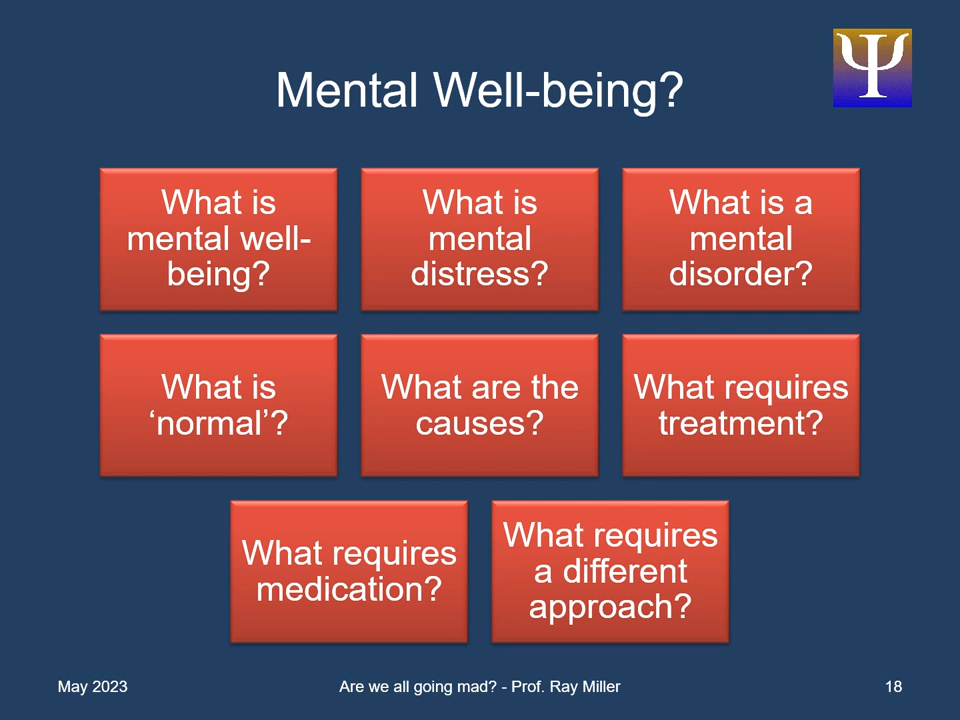 Mental Well-being?
What is
mental well-
being?
What is
mental
distress?
What is a
mental
disorder?
What is
‘normal’?
What are the
causes?
What requires
treatment?
What requires
medication?
What requires
a different
approach?
May 2023
Are we all going mad? - Prof. Ray Miller
18